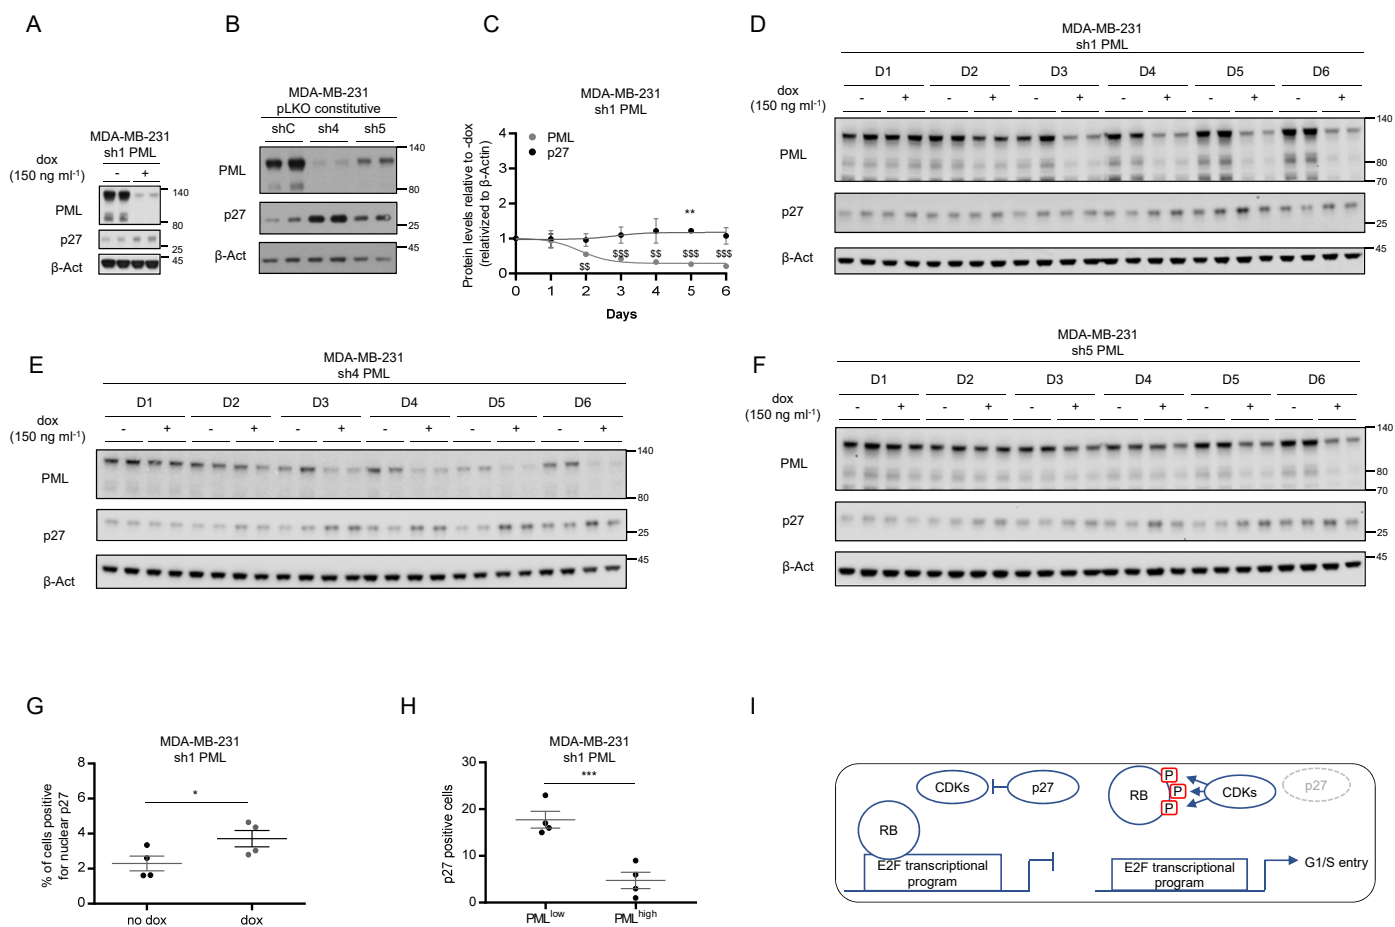 A
MDA-MB-231
sh1 PML
dox
(150 ng ml-1)
- +
PML
140
80
p27
25
β-Act
45
B
MDA-MB-231
pLKO constitutive
shC sh4 sh5
PML
140
80
p27
25
β-Act
45
C
MDA-MB-231
sh1 PML
Protein levels relative to -dox
(relativized to β-Actin)
4
3
2
1
0
PML
p27
**
$$ $$$ $$ $$$ $$$
0 1 2 3 4 5 6
Days
D
MDA-MB-231
sh1 PML
D1 D2 D3 D4 D5 D6
dox
(150 ng ml-1)
- + - + - + - + - + - +
PML
140
80
70
p27
25
β-Act
45
E
MDA-MB-231
sh4 PML
D1 D2 D3 D4 D5 D6
dox
(150 ng ml-1)
- + - + - + - + - + - +
PML
140
80
p27
25
β-Act
45
F
MDA-MB-231
sh5 PML
D1 D2 D3 D4 D5 D6
dox
(150 ng ml-1)
- + - + - + - + - + - +
PML
140
80
70
p27
25
β-Act
45
G
MDA-MB-231
sh1 PML
% of cells positive
for nuclear p27
8
6
4
2
0
*
no dox dox
H
MDA-MB-231
sh1 PML
p27 positive cells
30
20
10
0
***
PMLlow PMLhigh
I
CDKs p27
RB
E2F transcriptional
program
RB
P
P
P
CDKs
p27
E2F transcriptional
program
G1/S entry